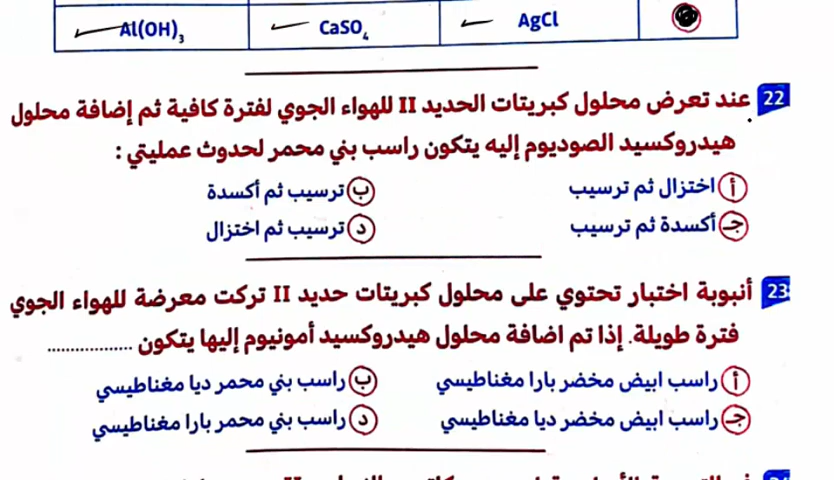 AgCl CaSO₄ Al(OH)₃
22 عند تعرض محلول كبريتات الحديد II للهواء الجوي لفترة كافية ثم إضافة محلول
هيدروكسيد الصوديوم إليه يتكون راسب بني محمر لحدوث عمليتي :
أ اختزال ثم ترسيب ب ترسيب ثم أكسدة
جـ أكسدة ثم ترسيب د ترسيب ثم اختزال
23 أنبوبة اختبار تحتوي على محلول كبريتات حديد II تركت معرضة للهواء الجوي
فترة طويلة. إذا تم اضافة محلول هيدروكسيد أمونيوم إليها يتكون .................
أ راسب ابيض مخضر بارا مغناطيسي ب راسب بني محمر ديا مغناطيسي
جـ راسب ابيض مخضر ديا مغناطيسي د راسب بني محمر بارا مغناطيسي